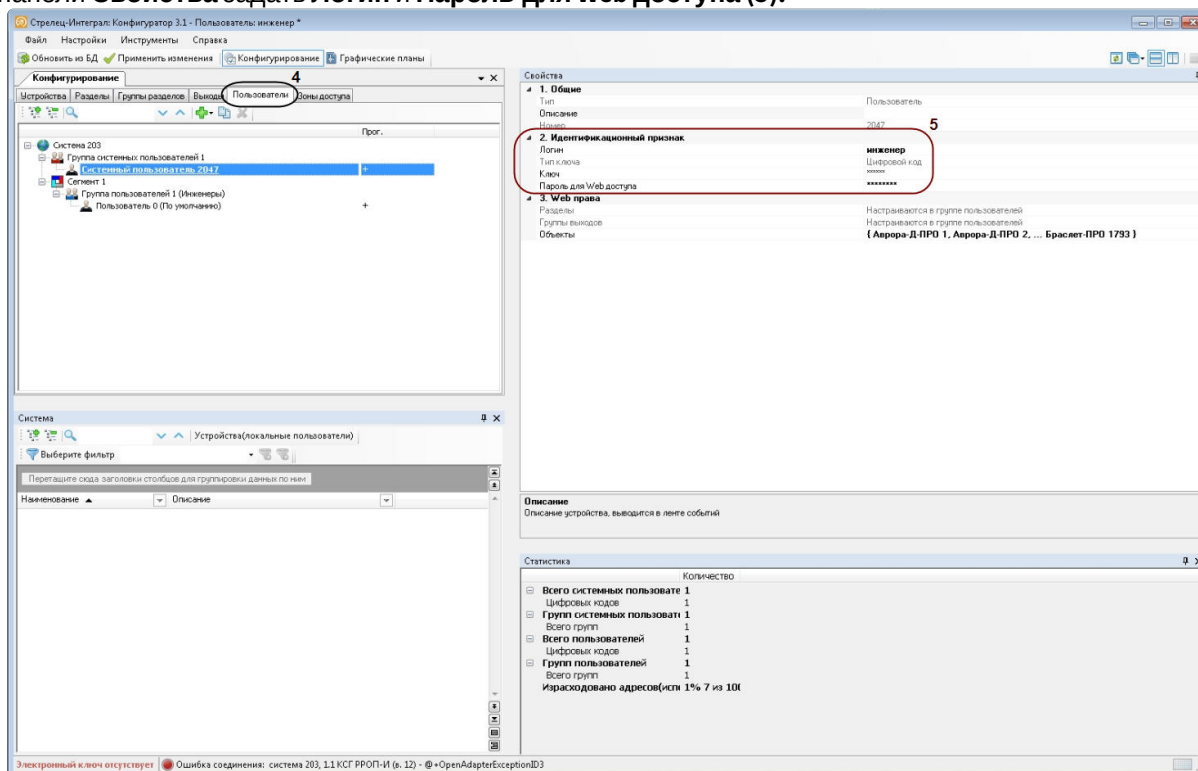 панели Свойства задать Логин и Пароль для Web доступа (5).
Стрелец-Интеграл: Конфигуратор 3.1 - Пользователь: инженер *
Файл Настройки Инструменты Справка
Обновить из БД Применить изменения Конфигурирование Графические планы
Конфигурирование
4
Устройства Разделы Группы разделов Выходы Пользователи Зоны доступа
Прог.
Система 203
Группа системных пользователей 1
Системный пользователь 2047 +
Сегмент 1
Группа пользователей 1 (Инженеры)
Пользователь 0 (По умолчанию) +
Свойства
1. Общие
Тип Пользователь
Описание
Номер 2047
5
2. Идентификационный признак
Логин инженер
Тип ключа Цифровой код
Ключ ******
Пароль для Web доступа ********
3. Web права
Разделы Настраиваются в группе пользователей
Группы выходов Настраиваются в группе пользователей
Объекты { Аврора-Д-ПРО 1, Аврора-Д-ПРО 2, ... Браслет-ПРО 1793 }
Система
Устройства(локальные пользователи)
Выберите фильтр
Перетащите сюда заголовки столбцов для группировки данных по ним
Наименование Описание
Описание
Описание устройства, выводится в ленте событий
Статистика
Количество
Всего системных пользовате 1
Цифровых кодов 1
Групп системных пользоват 1
Всего групп 1
Всего пользователей 1
Цифровых кодов 1
Групп пользователей 1
Всего групп 1
Израсходовано адресов(исп 1% 7 из 10
Электронный ключ отсутствует Ошибка соединения: система 203, 1.1 КСГ РРОП-И (в. 12) - @+OpenAdapterExceptionID3